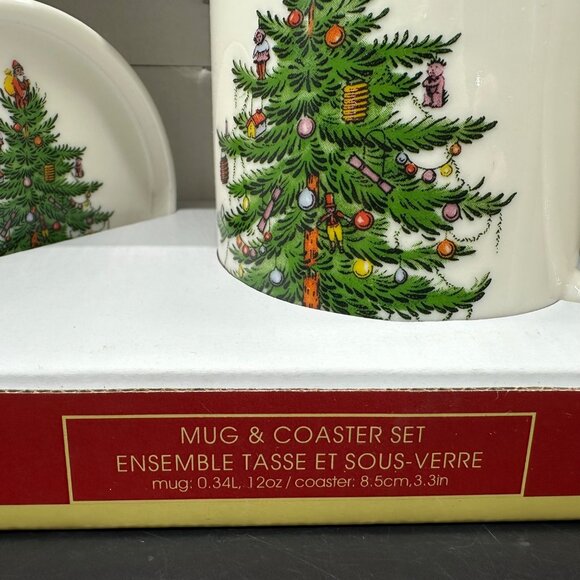 MUG & COASTER SET
ENSEMBLE TASSE ET SOUS-VERRE
mug: 0.34L, 12oz / coaster: 8.5cm, 3.3in